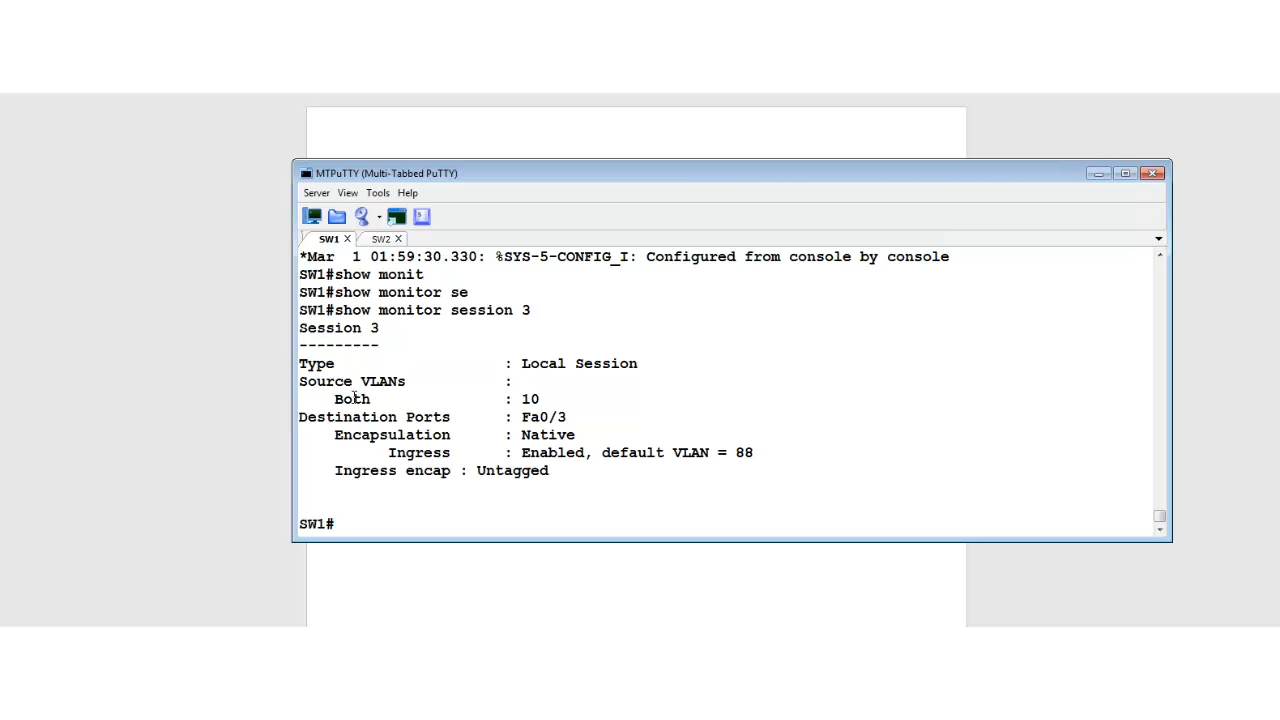 MTPuTTY (Multi-Tabbed PuTTY)
Server View Tools Help
SW1 X SW2 X
*Mar  1 01:59:30.330: %SYS-5-CONFIG_I: Configured from console by console
SW1#show monit
SW1#show monitor se
SW1#show monitor session 3
Session 3
---------
Type                   : Local Session
Source VLANs           :
    Both               : 10
Destination Ports      : Fa0/3
    Encapsulation      : Native
          Ingress      : Enabled, default VLAN = 88
    Ingress encap : Untagged
SW1#